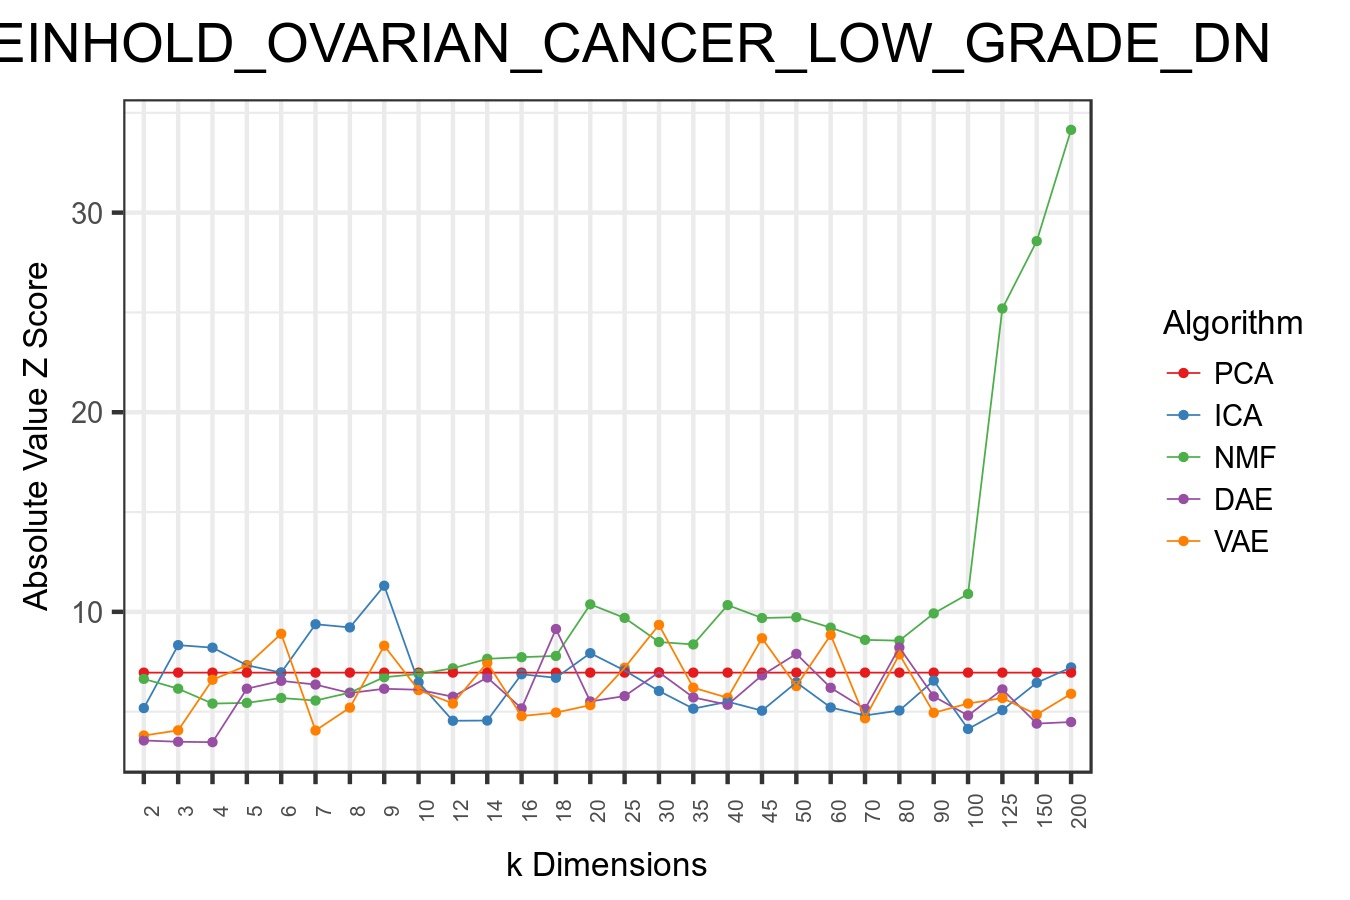 EINHOLD_OVARIAN_CANCER_LOW_GRADE_DN
Absolute Value Z Score
30
20
10
2 3 4 5 6 7 8 9 10 12 14 16 18 20 25 30 35 40 45 50 60 70 80 90 100 125 150 200
k Dimensions
Algorithm
PCA
ICA
NMF
DAE
VAE